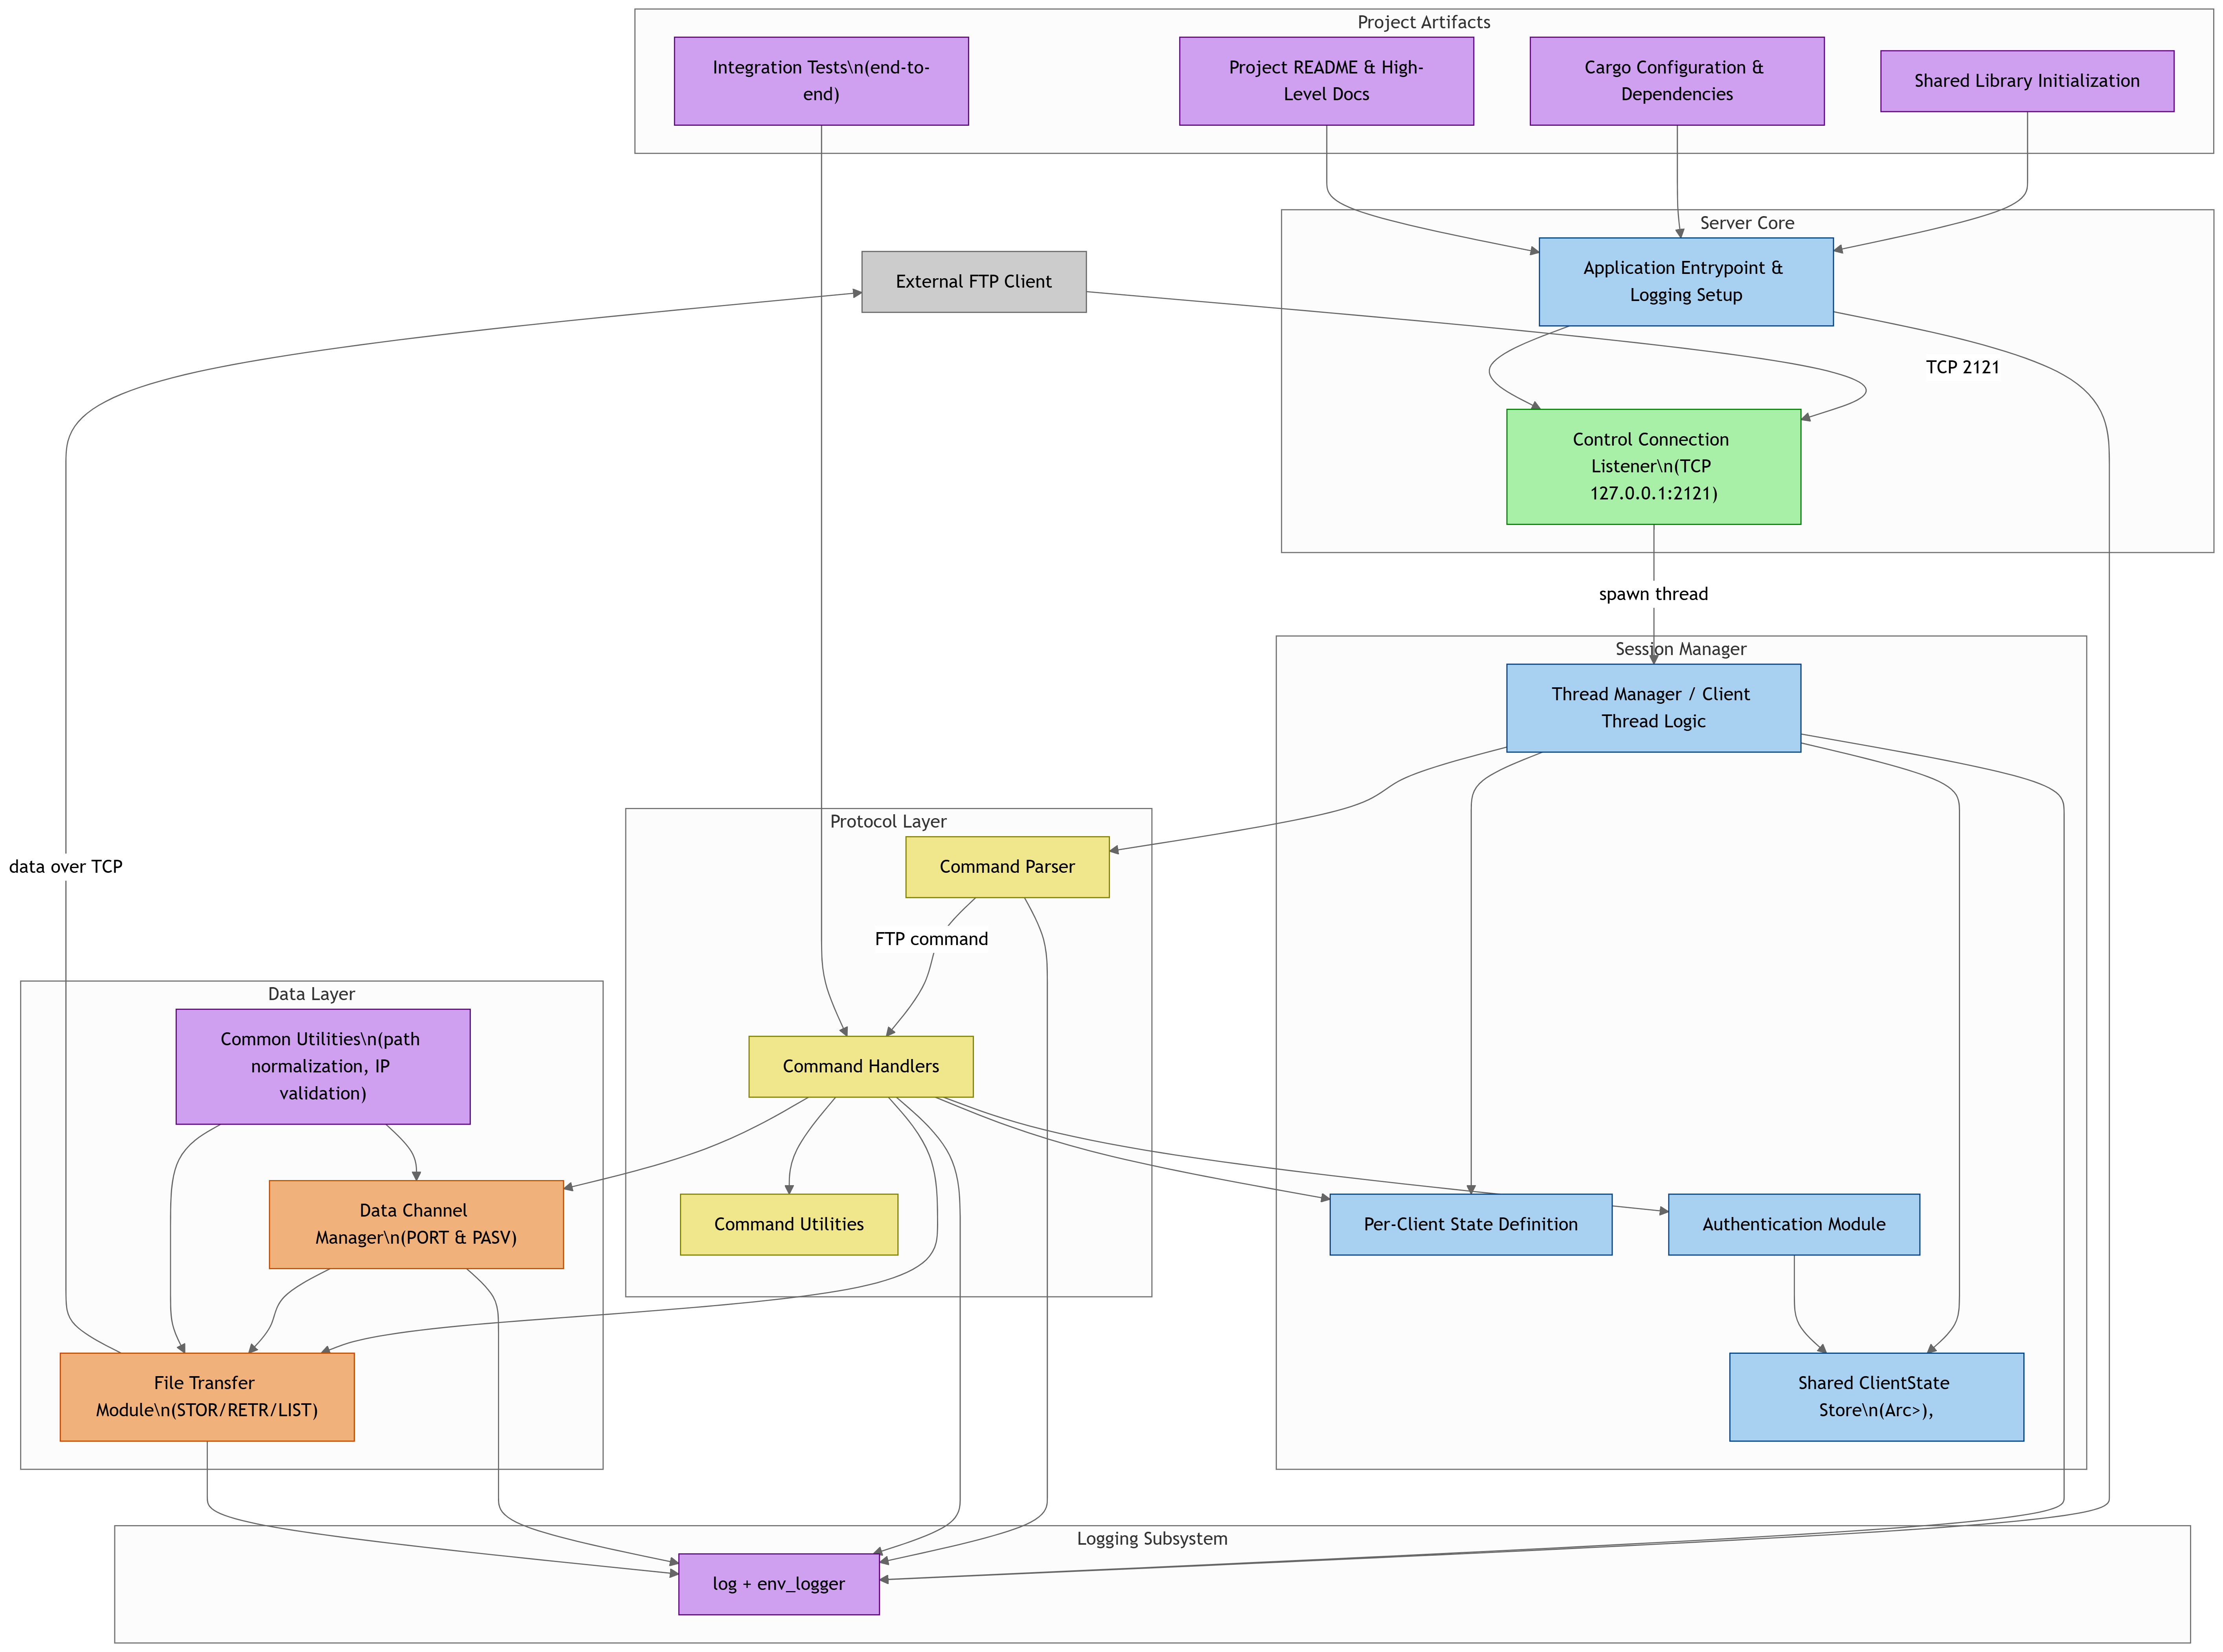 Project Artifacts
Integration Tests\n(end-to-
end)
Project README & High-
Level Docs
Cargo Configuration &
Dependencies
Shared Library Initialization
Server Core
Application Entrypoint &
Logging Setup
External FTP Client
TCP 2121
Control Connection
Listener\n(TCP
127.0.0.1:2121)
spawn thread
Session Manager
Thread Manager / Client
Thread Logic
Protocol Layer
Command Parser
data over TCP
FTP command
Data Layer
Common Utilities\n(path
normalization, IP
validation)
Command Handlers
Data Channel
Manager\n(PORT & PASV)
Command Utilities
Per-Client State Definition
Authentication Module
File Transfer
Module\n(STOR/RETR/LIST)
Shared ClientState
Store\n(Arc>),
Logging Subsystem
log + env_logger